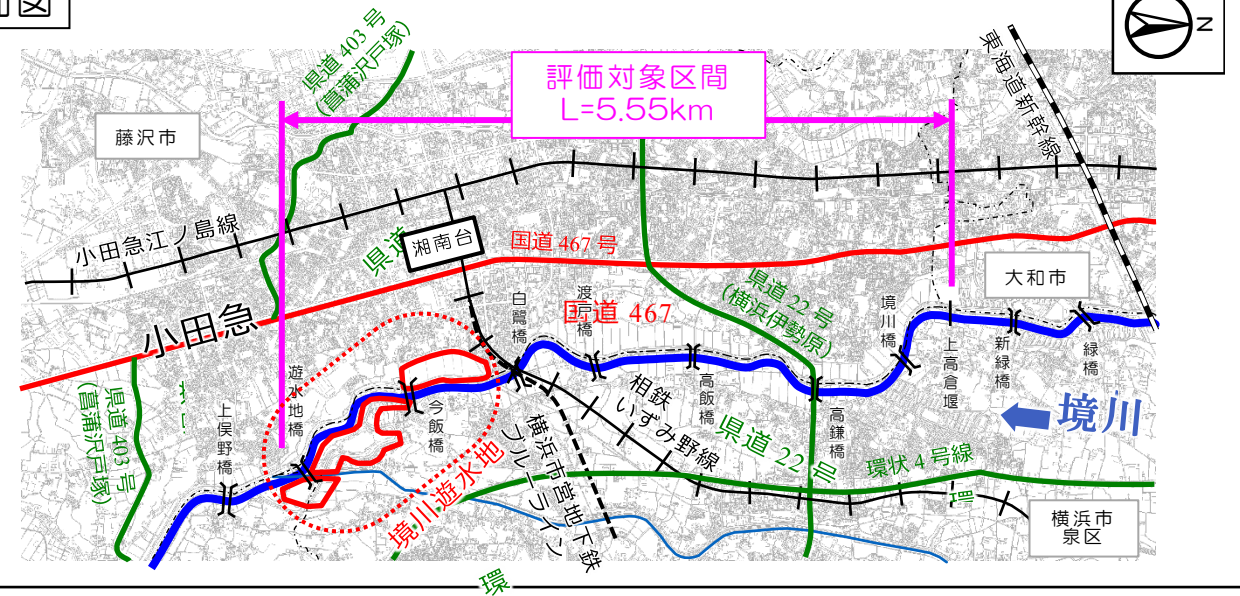 N
県道403号
(菖蒲沢戸塚)
評価対象区間
L=5.55km
東海道新幹線
藤沢市
小田急江ノ島線
県道
湘南台
国道467号
国道 467
大和市
県道22号
(横浜伊勢原)
小田急
白鷺橋
渡戸橋
境川橋
上高倉堰
新緑橋
緑橋
遊水地橋
県道403号
(菖蒲沢戸塚)
上俣野橋
今飯橋
高飯橋
高鎌橋
境川
相鉄
いずみ野線
県道 22 号
環状4号線
環
境川遊水地
横浜市営地下鉄
ブルーライン
横浜市
泉区
環